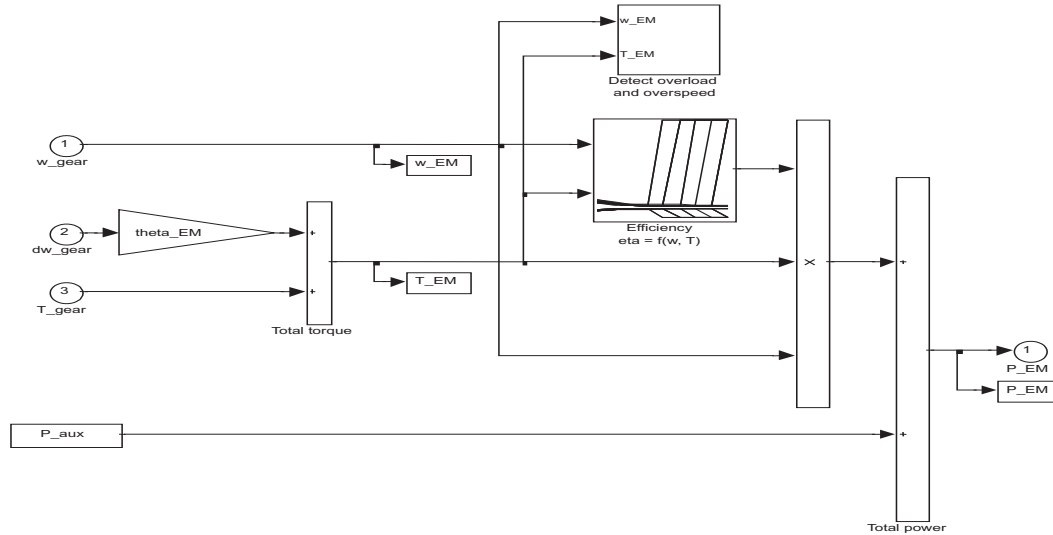 w_EM
T_EM
Detect overload
and overspeed
1
w_gear
w_EM
Efficiency
eta = f(w, T)
2
dw_gear
theta_EM
+
+
Total torque
T_EM
3
T_gear
X
+
+
1
P_EM
P_EM
P_aux
Total power